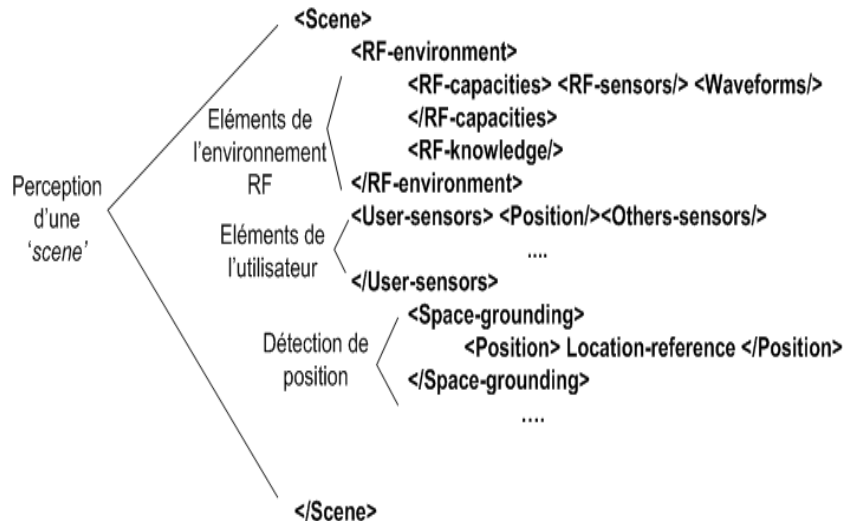 <Scene>
<RF-environment>
<RF-capacities> <RF-sensors/> <Waveforms/>
</RF-capacities>
<RF-knowledge/>
</RF-environment>
Eléments de
l'environnement
RF
Perception
d'une
'scene'
<User-sensors> <Position/><Others-sensors/>
....
</User-sensors>
Eléments de
l'utilisateur
<Space-grounding>
<Position> Location-reference </Position>
</Space-grounding>
....
Détection de
position
</Scene>